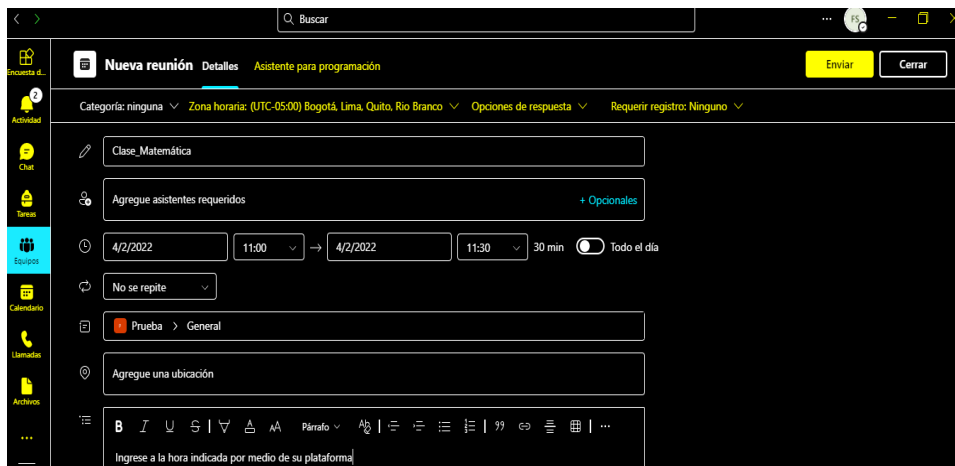 Buscar
FS
Encuesta d...
2
Actividad
Chat
Tareas
Equipos
Calendario
Llamadas
Archivos
Nueva reunión Detalles Asistente para programación
Enviar Cerrar
Categoría: ninguna Zona horaria: (UTC-05:00) Bogotá, Lima, Quito, Rio Branco Opciones de respuesta Requerir registro: Ninguno
Clase_Matemática
Agregue asistentes requeridos + Opcionales
4/2/2022 11:00 → 4/2/2022 11:30 30 min Todo el día
No se repite
Prueba > General
Agregue una ubicación
Párrafo
Ingrese a la hora indicada por medio de su plataforma